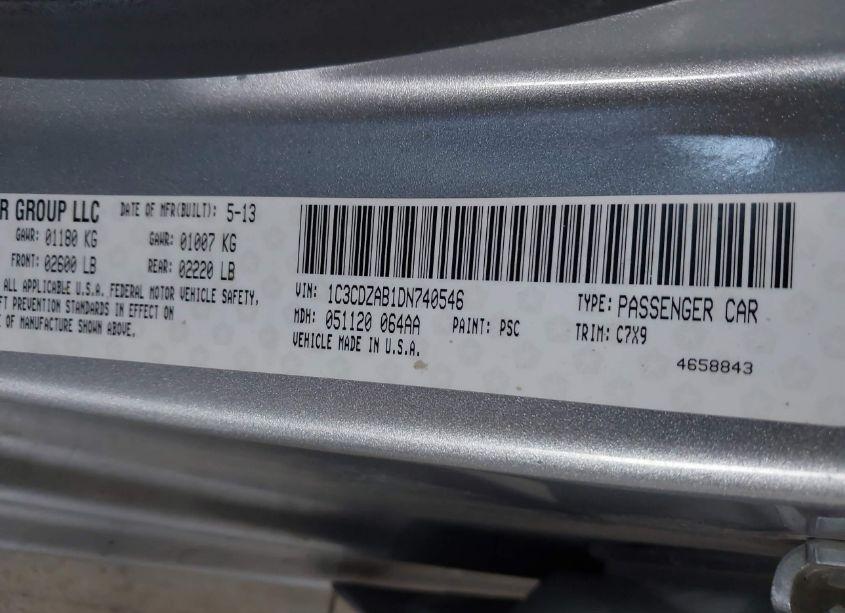 R GROUP LLC DATE OF MFR(BUILT): 5-13
GAWR: 01180 KG GAWR: 01007 KG
FRONT: 02600 LB REAR: 02220 LB
ALL APPLICABLE U.S.A. FEDERAL MOTOR VEHICLE SAFETY,
FT PREVENTION STANDARDS IN EFFECT ON
E OF MANUFACTURE SHOWN ABOVE.
VIN: 1C3CDZAB1DN740546 TYPE: PASSENGER CAR
MDH: 051120 064AA PAINT: PSC TRIM: C7X9
VEHICLE MADE IN U.S.A.
4658843